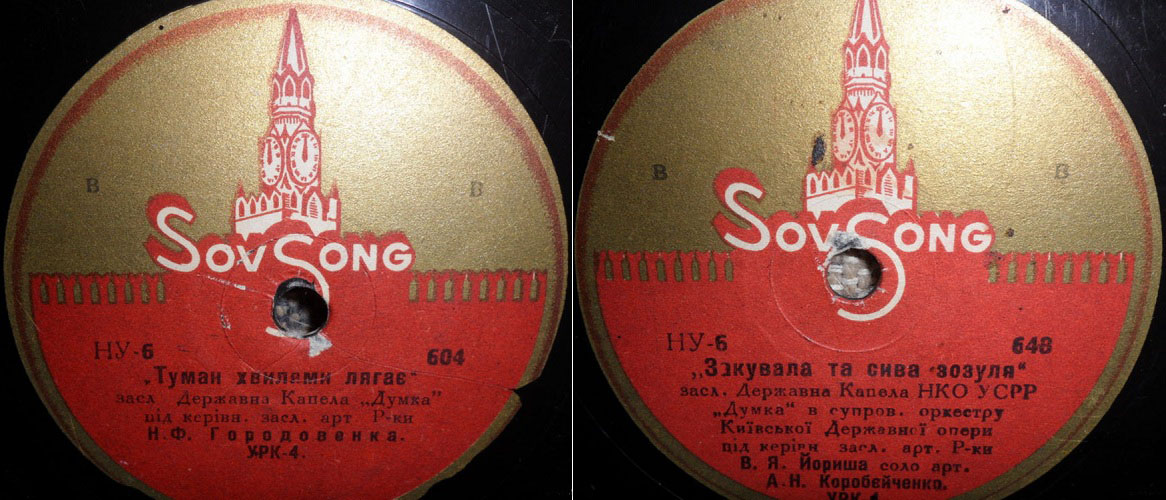 В В
SOVSONG
НУ-6 604
„Туман хвилями лягає“
засл. Державна Капела „Думка“
під керівн. засл. арт Р-ки
Н.Ф. Городовенка.
УРК-4.
В В
SOVSONG
НУ-6 648
„Закувала та сива зозуля“
засл. Державна Капела НКО УСРР
„Думка“ в супров. оркестру
Київської Державної опери
під керівн засл. арт. Р-ки
В. Я. Йориша соло арт.
А.Н. Коробейченко.
УРК